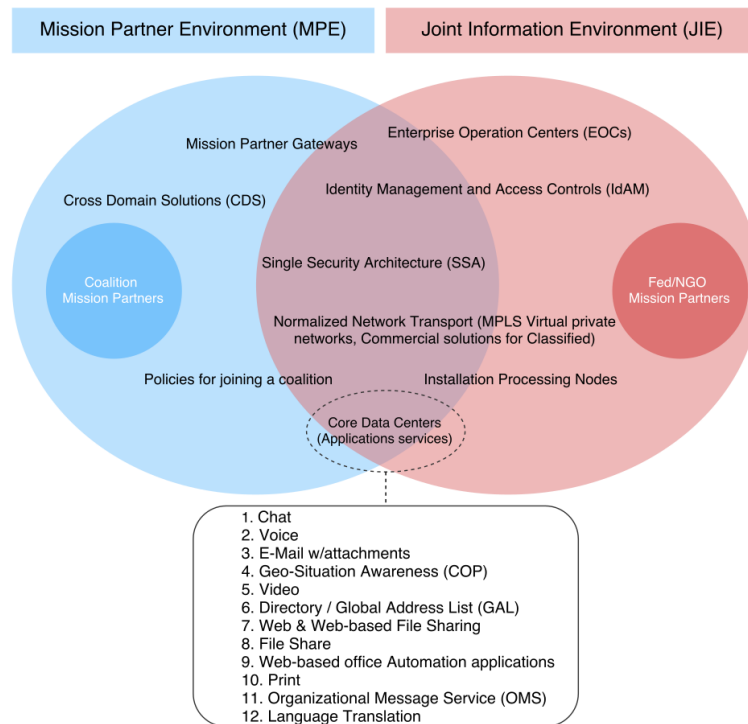 Mission Partner Environment (MPE)
Joint Information Environment (JIE)
Enterprise Operation Centers (EOCs)
Mission Partner Gateways
Identity Management and Access Controls (IdAM)
Cross Domain Solutions (CDS)
Single Security Architecture (SSA)
Coalition
Mission Partners
Fed/NGO
Mission Partners
Normalized Network Transport (MPLS Virtual private
networks, Commercial solutions for Classified)
Policies for joining a coalition
Installation Processing Nodes
Core Data Centers
(Applications services)
1. Chat
2. Voice
3. E-Mail w/attachments
4. Geo-Situation Awareness (COP)
5. Video
6. Directory / Global Address List (GAL)
7. Web & Web-based File Sharing
8. File Share
9. Web-based office Automation applications
10. Print
11. Organizational Message Service (OMS)
12. Language Translation